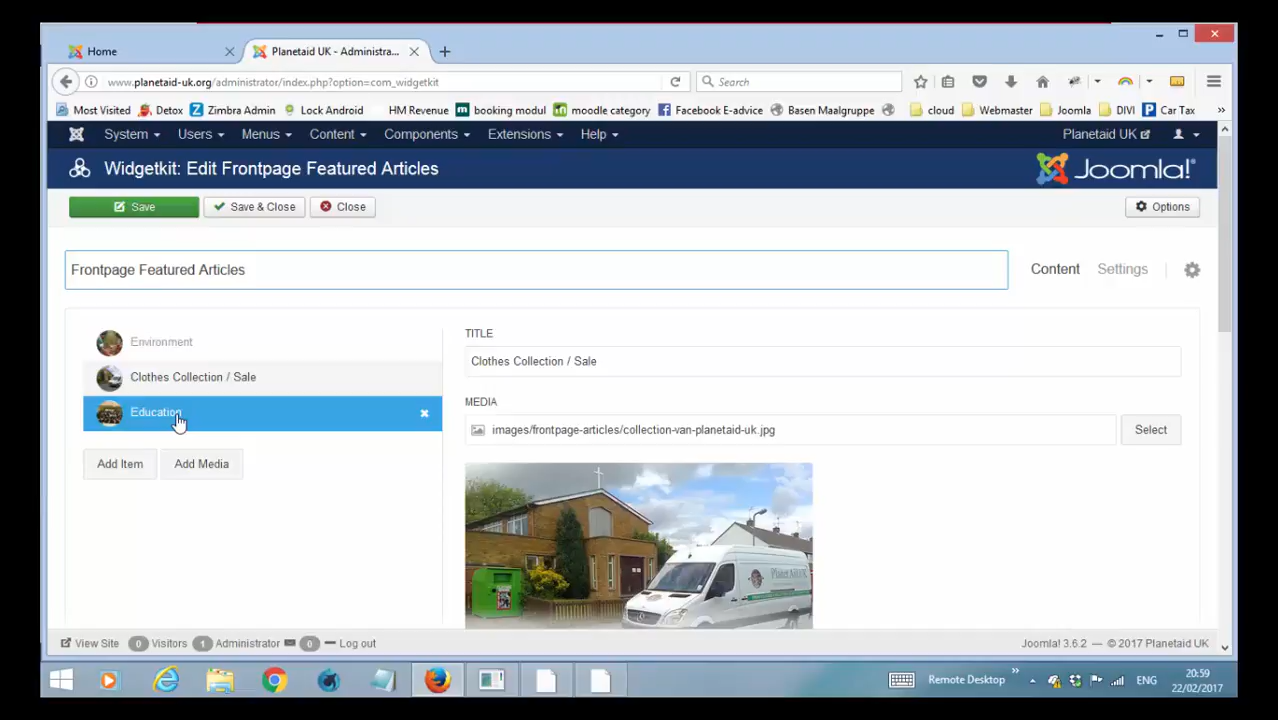 Home
Planetaid UK - Administra...
www.planetaid-uk.org/administrator/index.php?option=com_widgetkit
Search
Most Visited Detox Zimbra Admin Lock Android HM Revenue booking modul moodle category Facebook E-advice Basen Maalgruppe cloud Webmaster Joomla DIVI Car Tax
System Users Menus Content Components Extensions Help Planetaid UK
Widgetkit: Edit Frontpage Featured Articles
Joomla!®
Save Save & Close Close Options
Frontpage Featured Articles
Content Settings
Environment
Clothes Collection / Sale
Education
Add Item Add Media
TITLE
Clothes Collection / Sale
MEDIA
images/frontpage-articles/collection-van-planetaid-uk.jpg
Select
Planet Aid UK
View Site 0 Visitors 1 Administrator 0 Log out Joomla! 3.6.2 — © 2017 Planetaid UK
Remote Desktop ENG
20:59
22/02/2017